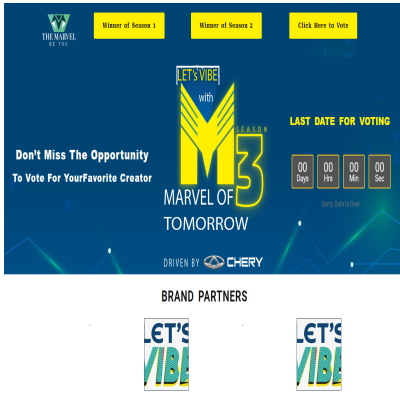 THE MARVEL
BE YOU
Winner of Season 1
Winner of Season 2
Click Here to Vote
LET'S VIBE
with
M
SEASON
3
MARVEL OF
TOMORROW
DRIVEN BY CHERY
Don't Miss The Opportunity
To Vote For YourFavorite Creator
LAST DATE FOR VOTING
00 00 00 00
Days Hrs Min Sec
Sorry, Date is Over
BRAND PARTNERS
LET'S
VIBE
LET'S
VIBE